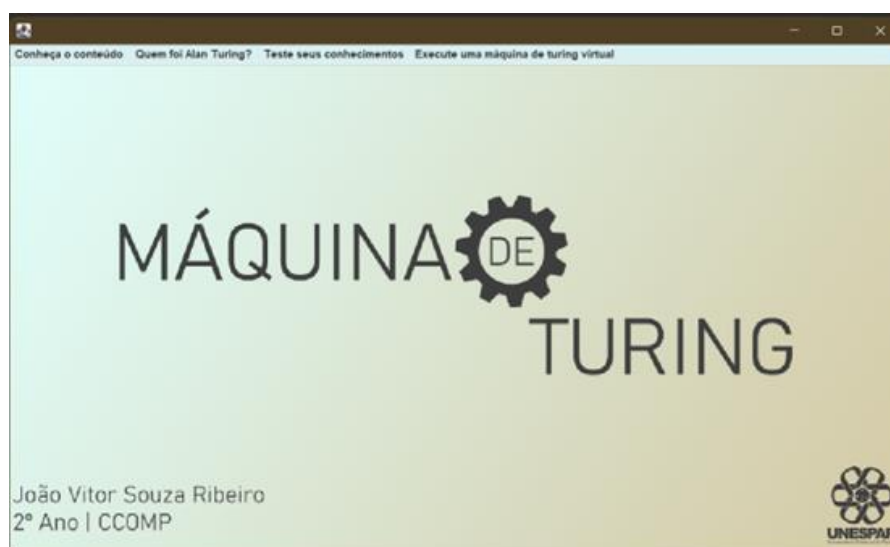 Conheça o conteúdo Quem foi Alan Turing? Teste seus conhecimentos Execute uma máquina de turing virtual
MÁQUINA DE
TURING
João Vitor Souza Ribeiro
2º Ano | CCOMP
UNESPAR